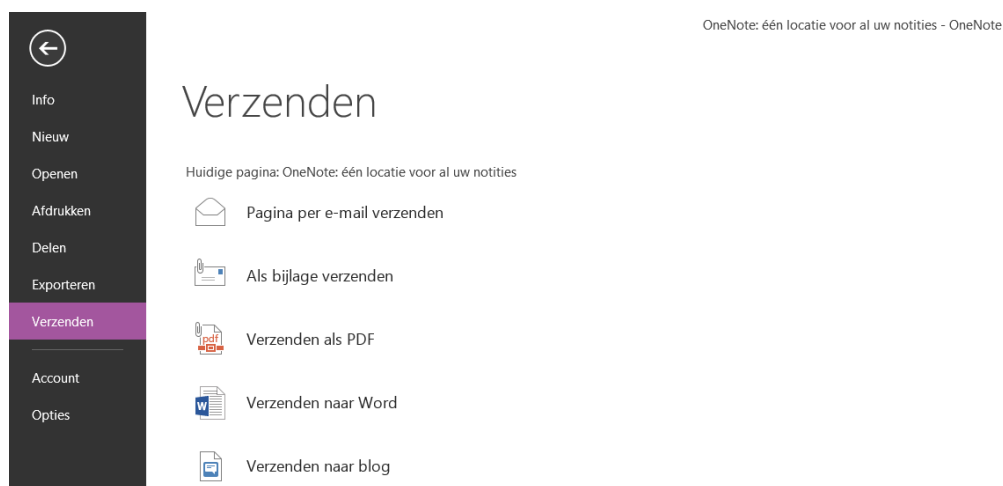 OneNote: één locatie voor al uw notities - OneNote
Info
Nieuw
Openen
Afdrukken
Delen
Exporteren
Verzenden
Account
Opties
Verzenden
Huidige pagina: OneNote: één locatie voor al uw notities
Pagina per e-mail verzenden
Als bijlage verzenden
pdf
Verzenden als PDF
W
Verzenden naar Word
Verzenden naar blog